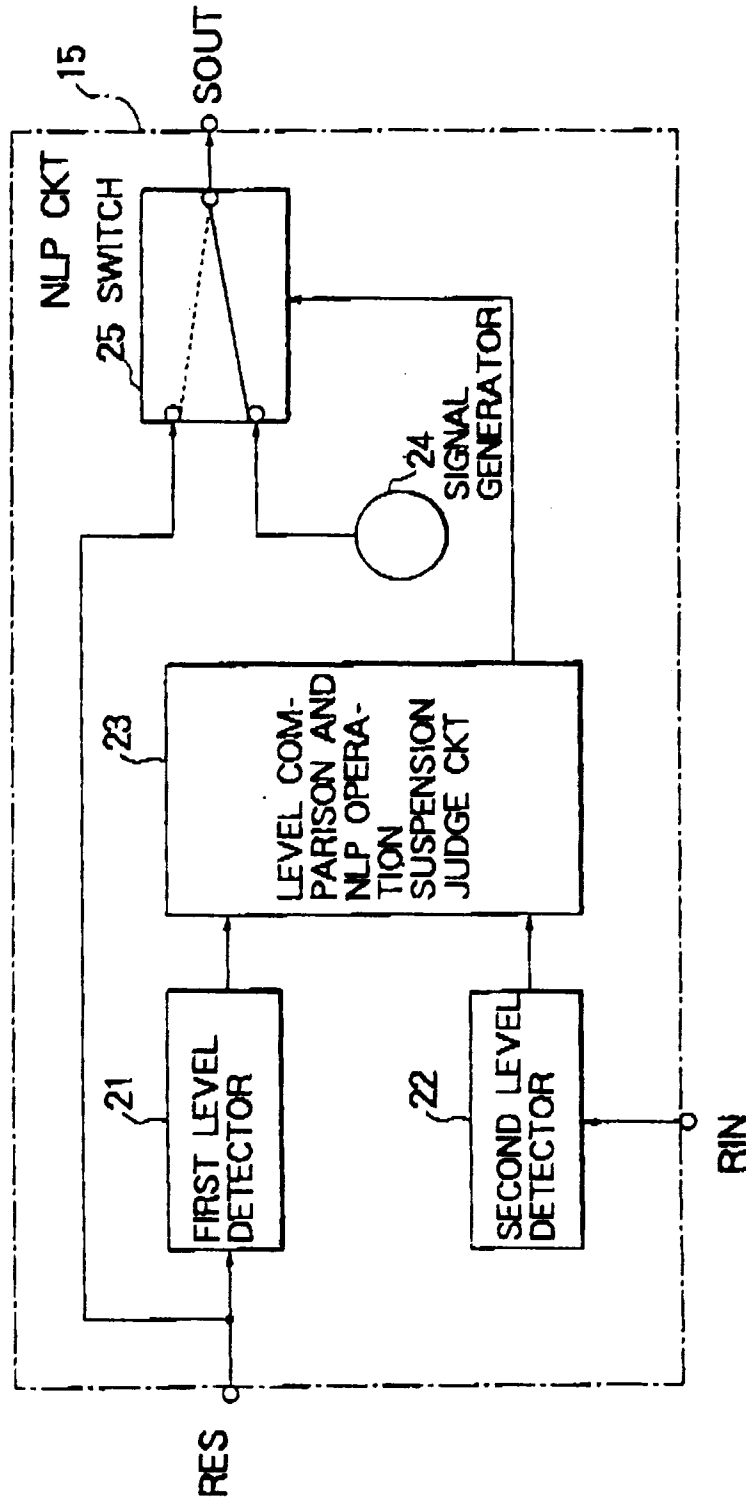 15
NLP CKT
25 SWITCH
SOUT
24
SIGNAL
GENERATOR
23
LEVEL COM-
PARISON AND
NLP OPERA-
TION
SUSPENSION
JUDGE CKT
21
FIRST LEVEL
DETECTOR
22
SECOND LEVEL
DETECTOR
RES
RIN